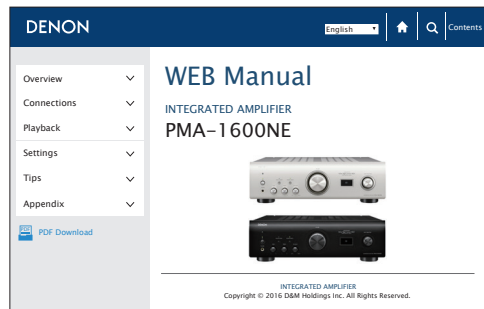 DENON
English
Contents
Overview
Connections
Playback
Settings
Tips
Appendix
PDF
PDF Download
WEB Manual
INTEGRATED AMPLIFIER
PMA-1600NE
INTEGRATED AMPLIFIER
Copyright © 2016 D&M Holdings Inc. All Rights Reserved.